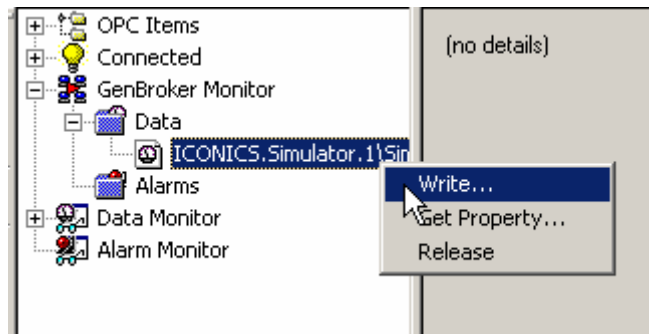 OPC Items
Connected
GenBroker Monitor
Data
ICONICS.Simulator.1\Sin
Alarms
Data Monitor
Alarm Monitor
(no details)
Write...
Get Property...
Release